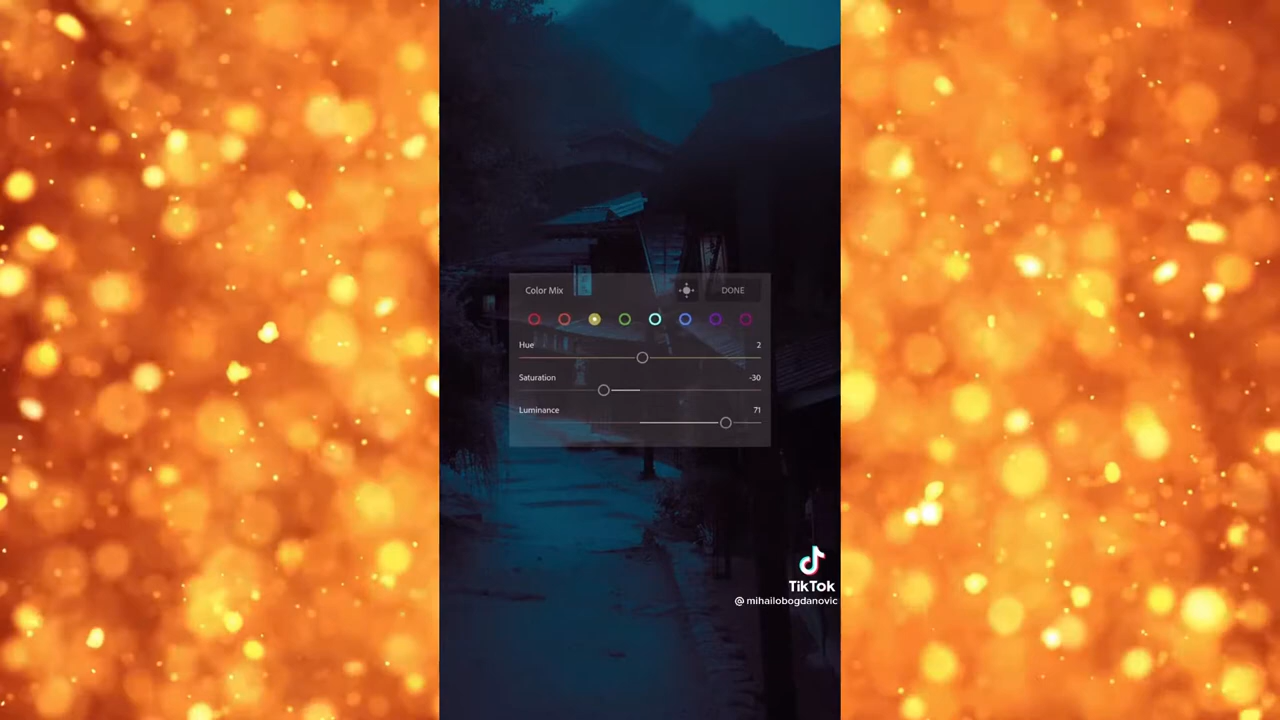 Color Mix
DONE
Hue 2
Saturation -30
Luminance 71
TikTok
@mihailobogdanovic